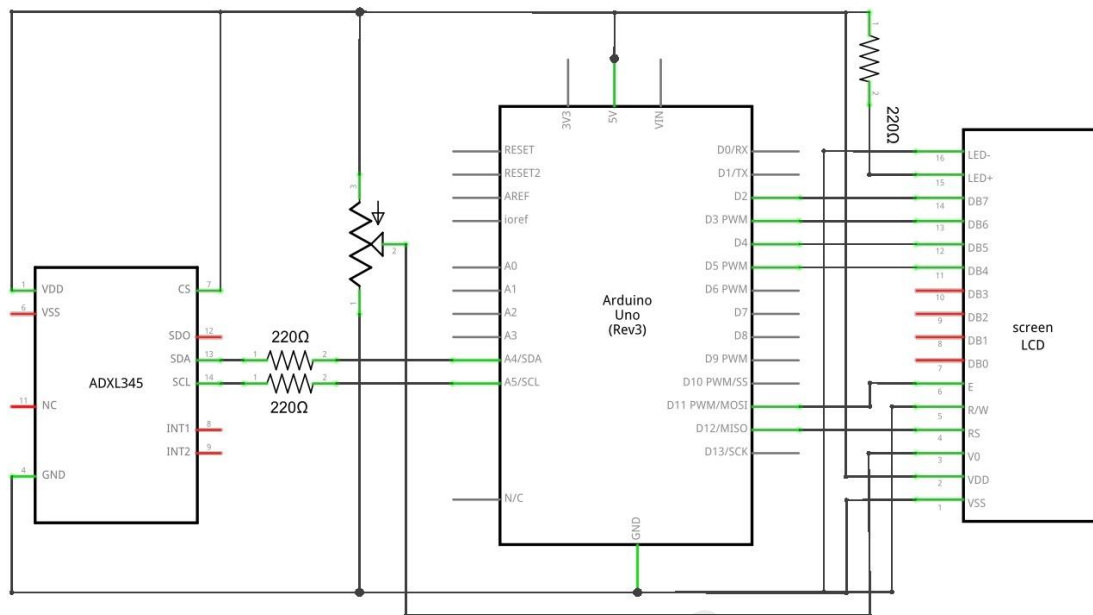 1
2
220Ω
3V3
5V
VIN
RESET
RESET2
AREF
ioref
A0
A1
A2
A3
A4/SDA
A5/SCL
N/C
D0/RX
D1/TX
D2
D3 PWM
D4
D5 PWM
D6 PWM
D7
D8
D9 PWM
D10 PWM/SS
D11 PWM/MOSI
D12/MISO
D13/SCK
GND
Arduino
Uno
(Rev3)
3
2
1
1 VDD
6 VSS
11 NC
4 GND
CS 7
SDO 12
SDA 13
SCL 14
INT1 8
INT2 9
ADXL345
220Ω
1 2
1 2
220Ω
16 LED-
15 LED+
14 DB7
13 DB6
12 DB5
11 DB4
10 DB3
9 DB2
8 DB1
7 DB0
6 E
5 R/W
4 RS
3 V0
2 VDD
1 VSS
screen
LCD